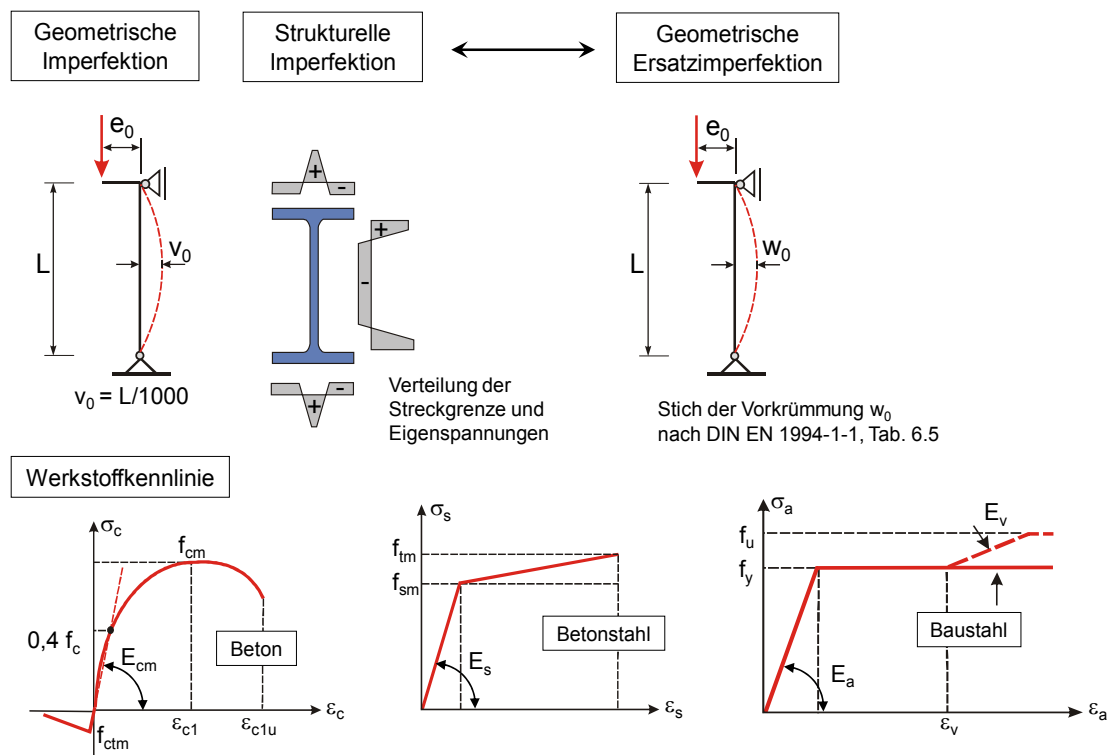 Geometrische
Imperfektion
Strukturelle
Imperfektion
Geometrische
Ersatzimperfektion
e₀
L
v₀
v₀ = L/1000
+
-
+
-
-
+
Verteilung der
Streckgrenze und
Eigenspannungen
e₀
L
w₀
Stich der Vorkrümmung w₀
nach DIN EN 1994-1-1, Tab. 6.5
Werkstoffkennlinie
σc
fcm
0,4 fc
Ecm
Beton
fctm
εc1
εc1u
εc
σs
ftm
fsm
Betonstahl
Es
εs
σa
Ev
fu
fy
Baustahl
Ea
εv
εa